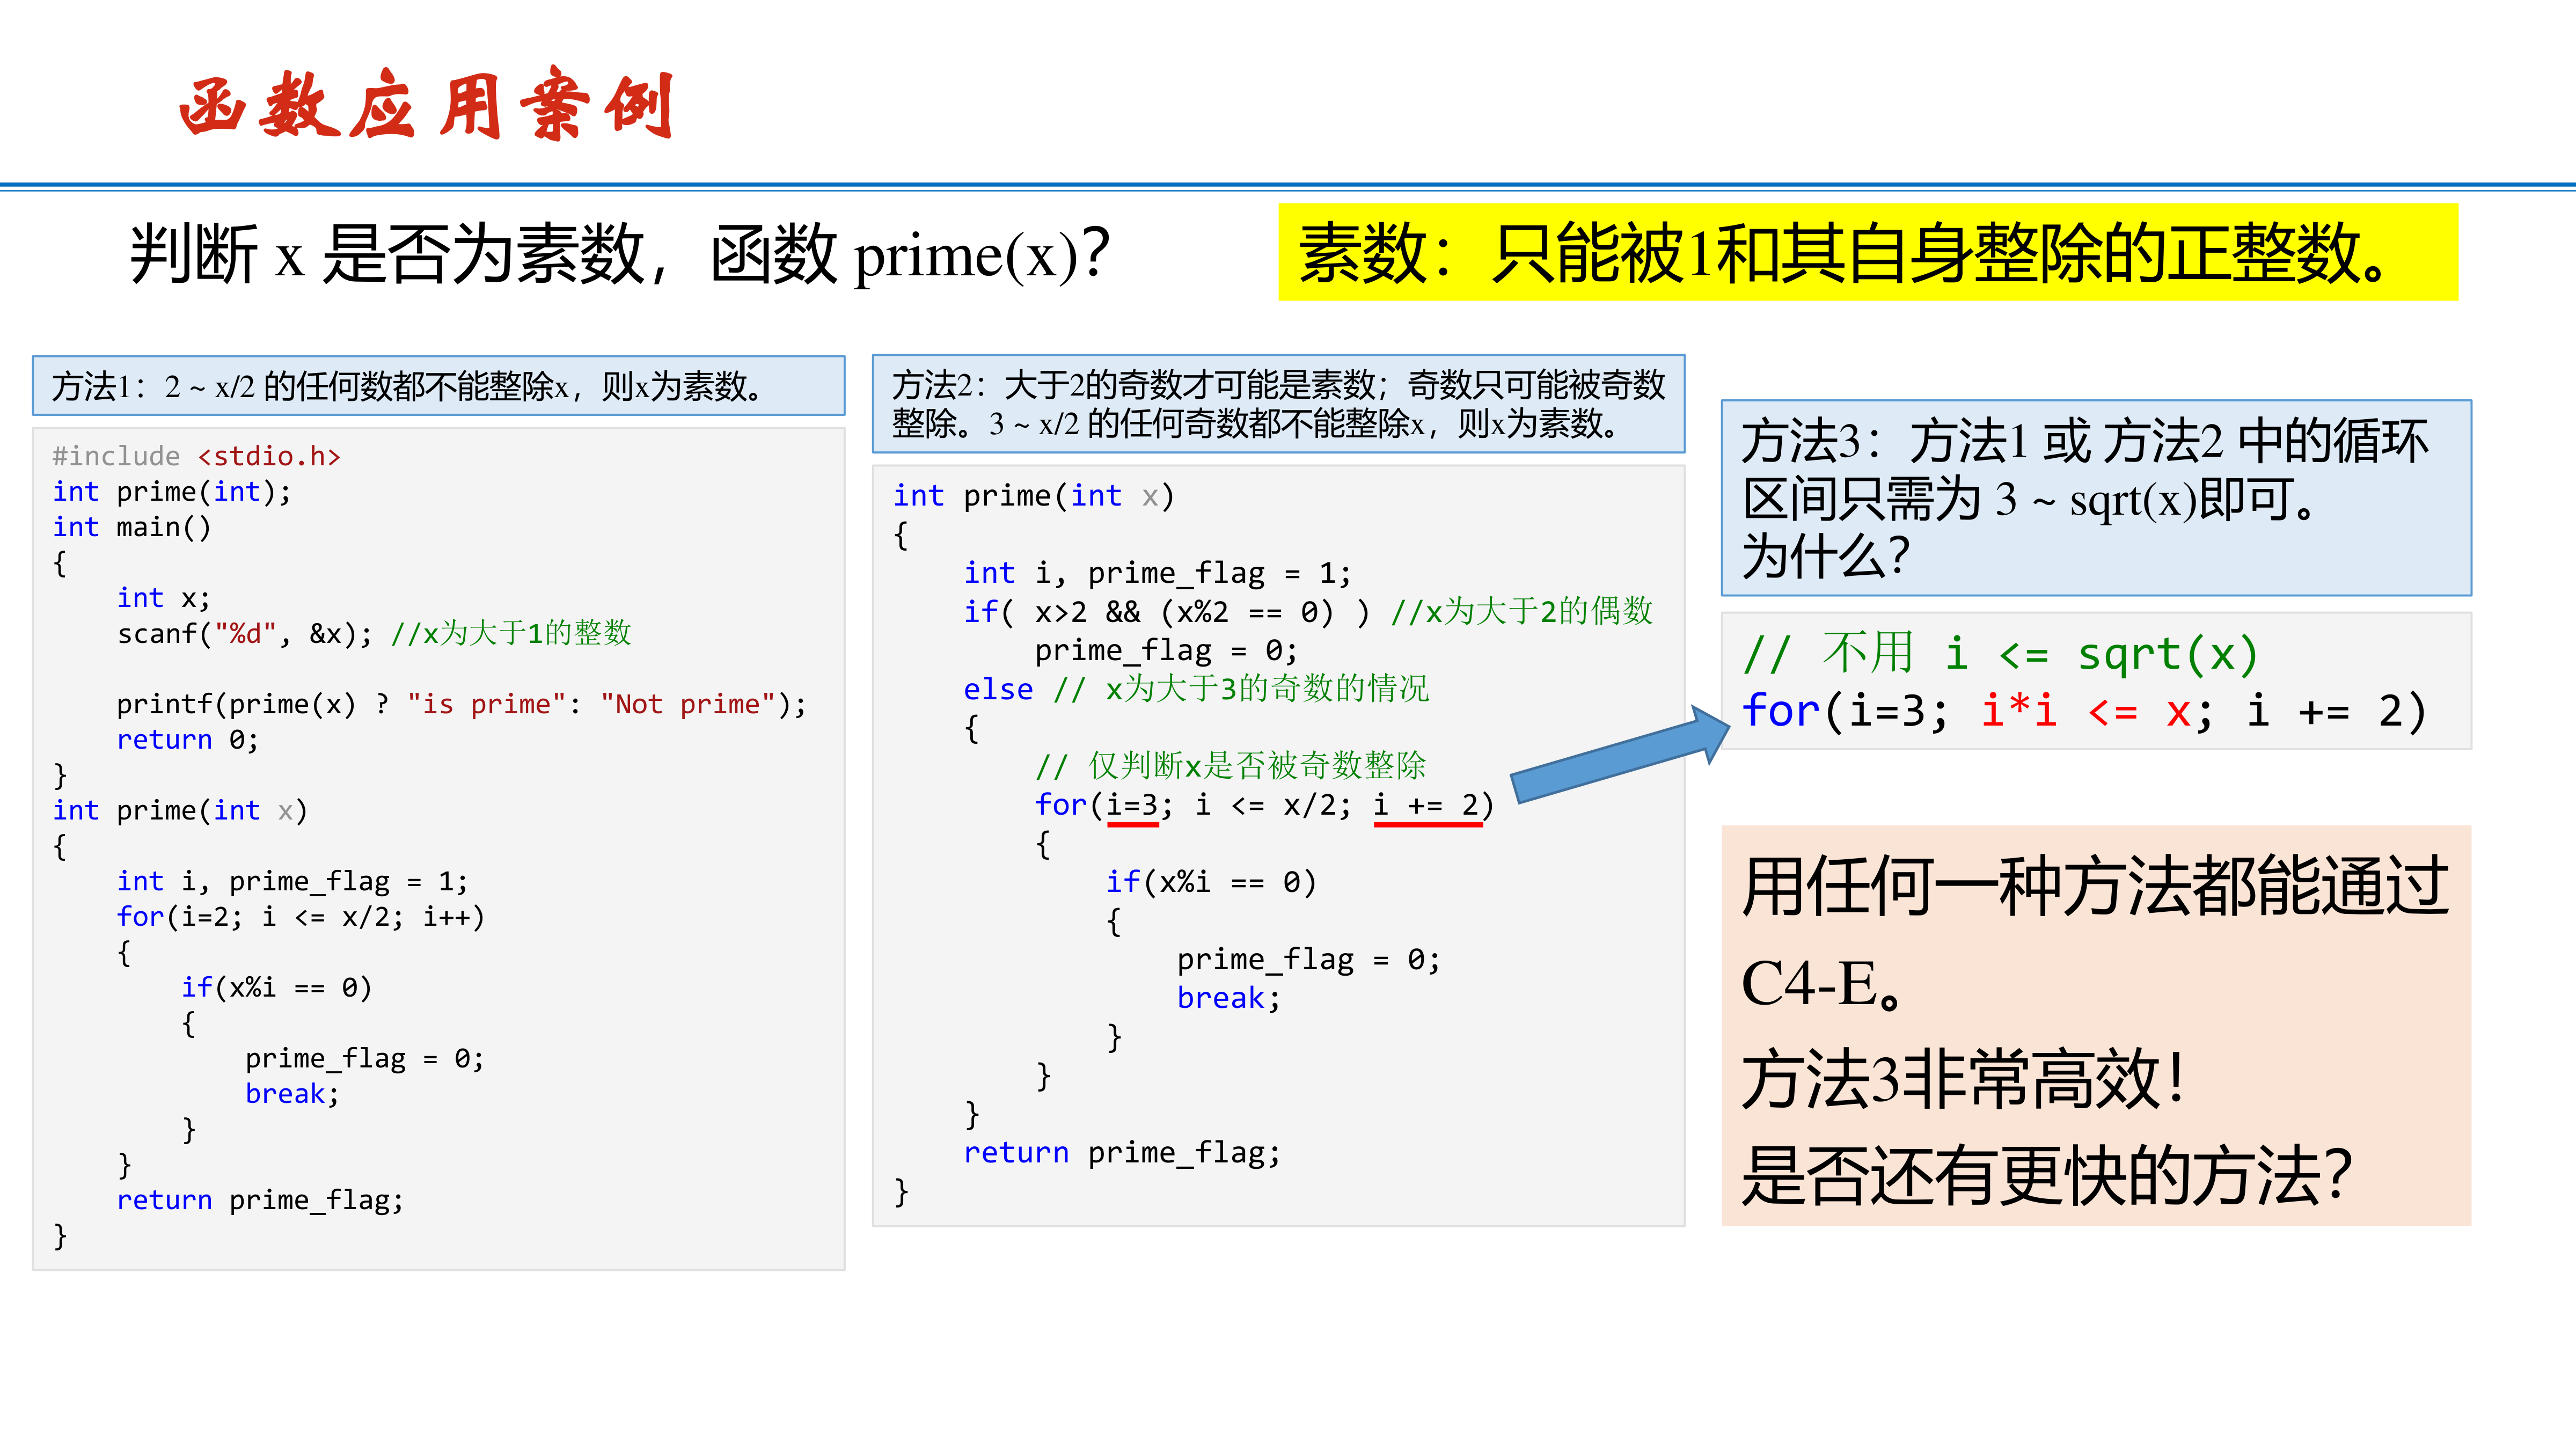 函数应用案例
判断 x 是否为素数，函数 prime(x)？
素数：只能被1和其自身整除的正整数。
方法1：2 ~ x/2 的任何数都不能整除x，则x为素数。
#include <stdio.h>
int prime(int);
int main()
{
    int x;
    scanf("%d", &x); //x为大于1的整数

    printf(prime(x) ? "is prime": "Not prime");
    return 0;
}
int prime(int x)
{
    int i, prime_flag = 1;
    for(i=2; i <= x/2; i++)
    {
        if(x%i == 0)
        {
            prime_flag = 0;
            break;
        }
    }
    return prime_flag;
}
方法2：大于2的奇数才可能是素数；奇数只可能被奇数
整除。3 ~ x/2 的任何奇数都不能整除x，则x为素数。
int prime(int x)
{
    int i, prime_flag = 1;
    if( x>2 && (x%2 == 0) ) //x为大于2的偶数
        prime_flag = 0;
    else // x为大于3的奇数的情况
    {
        // 仅判断x是否被奇数整除
        for(i=3; i <= x/2; i += 2)
        {
            if(x%i == 0)
            {
                prime_flag = 0;
                break;
            }
        }
    }
    return prime_flag;
}
方法3：方法1 或 方法2 中的循环
区间只需为 3 ~ sqrt(x)即可。
为什么？
// 不用 i <= sqrt(x)
for(i=3; i*i <= x; i += 2)
用任何一种方法都能通过
C4-E。
方法3非常高效！
是否还有更快的方法？